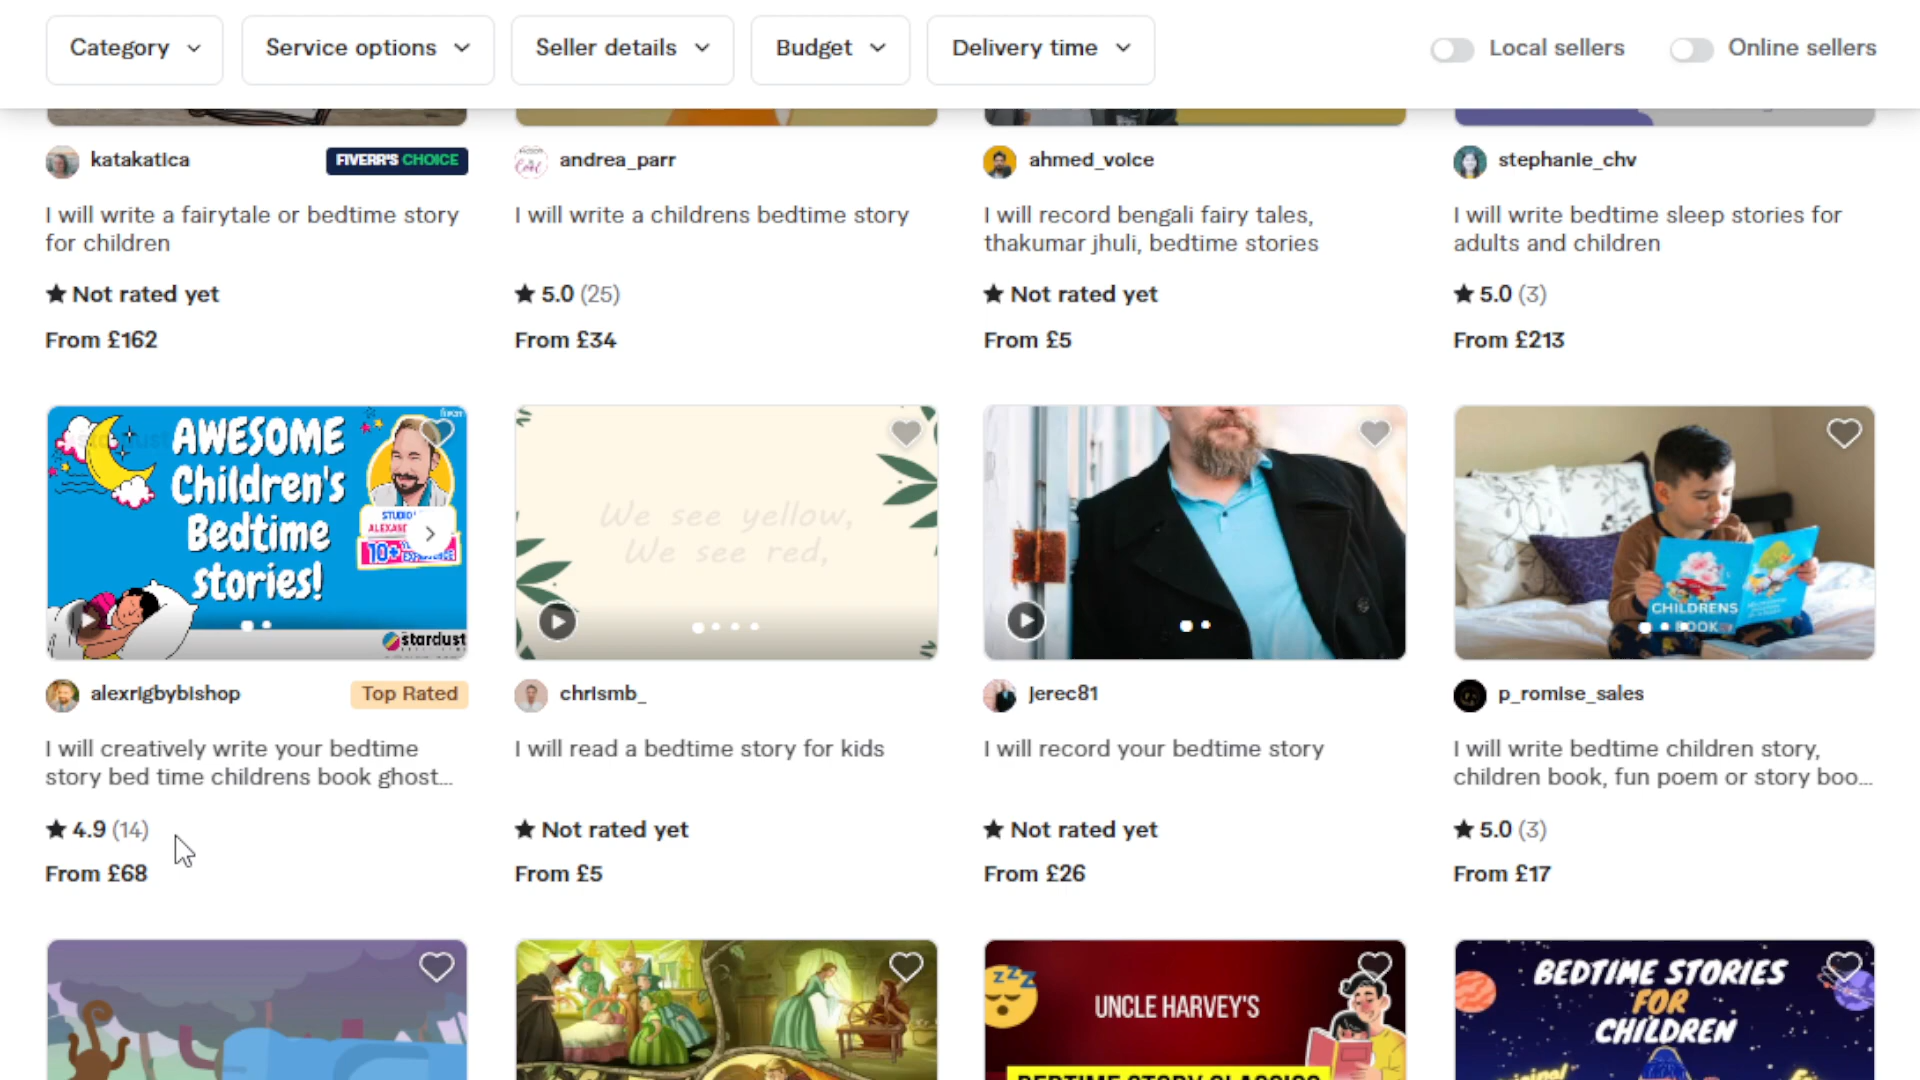 Category
Service options
Seller details
Budget
Delivery time
Local sellers
Online sellers
katakatica
FIVERR'S CHOICE
I will write a fairytale or bedtime story
for children
Not rated yet
From £162
andrea_parr
I will write a childrens bedtime story
5.0 (25)
From £34
ahmed_voice
I will record bengali fairy tales,
thakumar jhuli, bedtime stories
Not rated yet
From £5
stephanie_chv
I will write bedtime sleep stories for
adults and children
5.0 (3)
From £213
AWESOME
Children's
Bedtime
stories!
10+
stardust
alexrigbybishop
Top Rated
I will creatively write your bedtime
story bed time childrens book ghost...
4.9 (14)
From £68
We see yellow,
We see red,
chrismb_
I will read a bedtime story for kids
Not rated yet
From £5
jerec81
I will record your bedtime story
Not rated yet
From £26
CHILDRENS
BOOK
p_romise_sales
I will write bedtime children story,
children book, fun poem or story boo...
5.0 (3)
From £17
zzz
UNCLE HARVEY'S
BEDTIME STORY CLASSICS
BEDTIME STORIES
FOR
CHILDREN